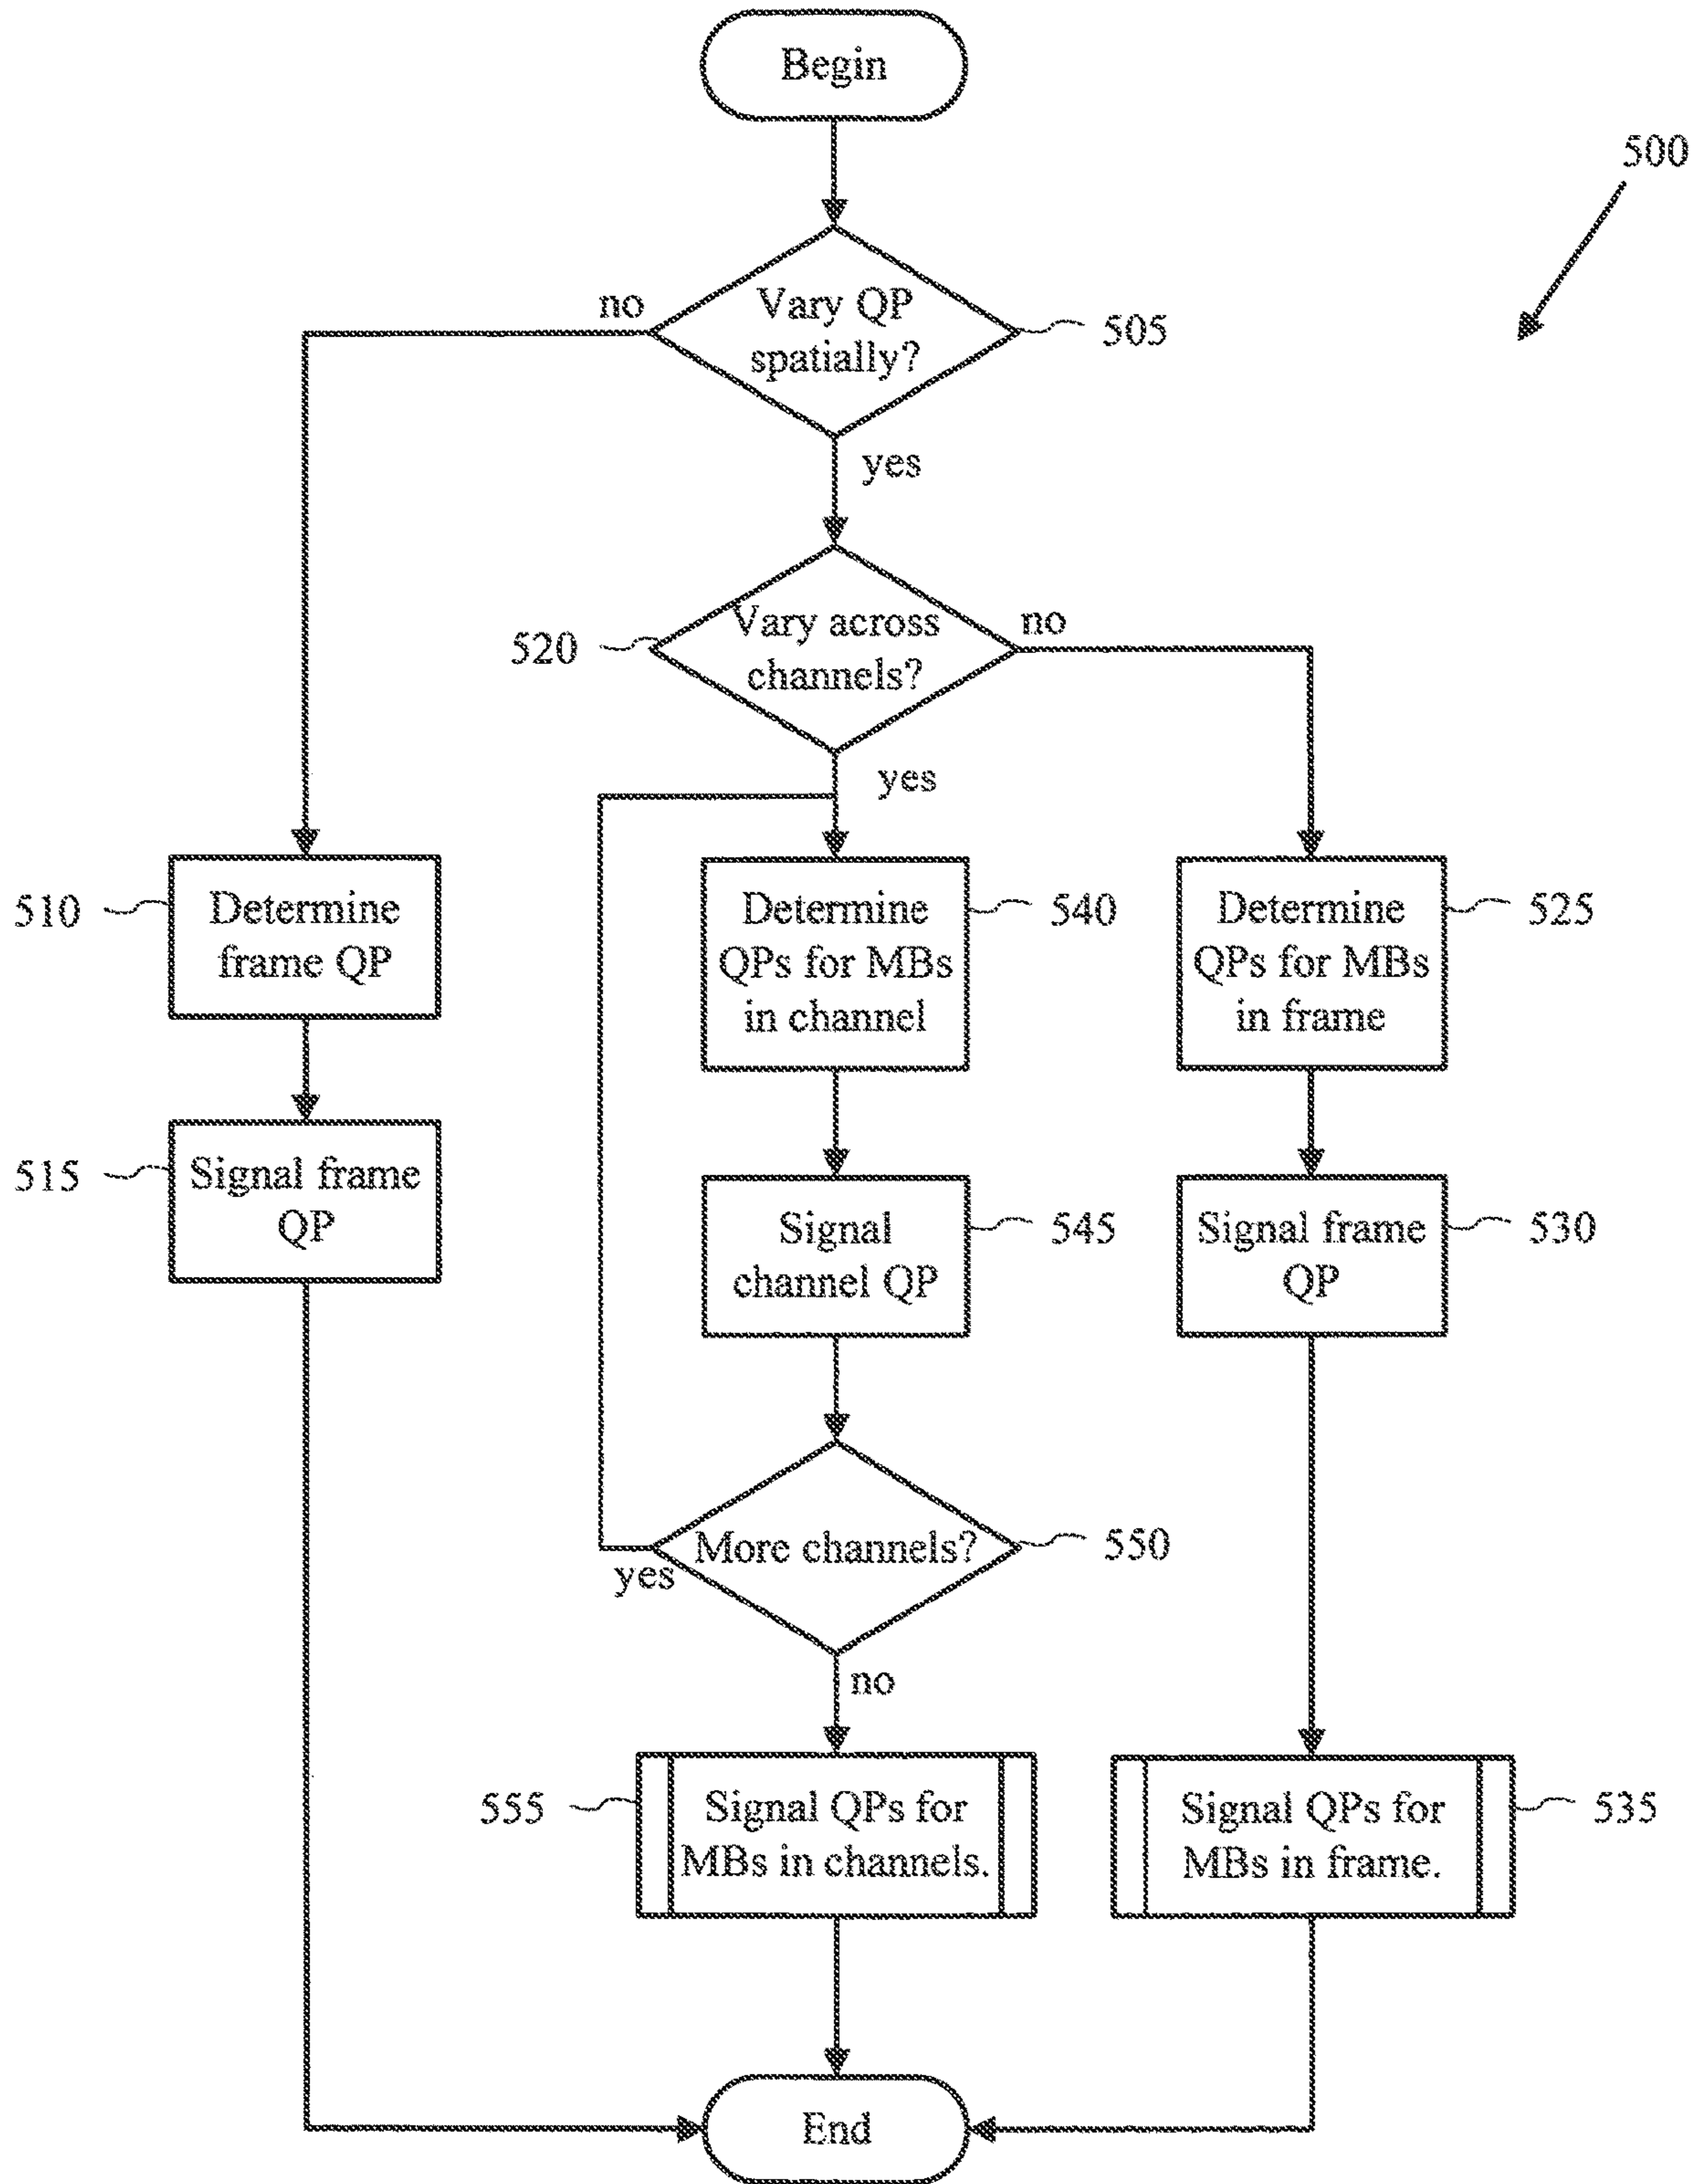 Begin
500
no
Vary QP
spatially?
505
yes
520
Vary across
channels?
no
yes
510
Determine
frame QP
Determine
QPs for MBs
in channel
540
Determine
QPs for MBs
in frame
525
515
Signal frame
QP
Signal
channel QP
545
Signal frame
QP
530
More channels?
550
yes
no
555
Signal QPs for
MBs in channels.
Signal QPs for
MBs in frame.
535
End